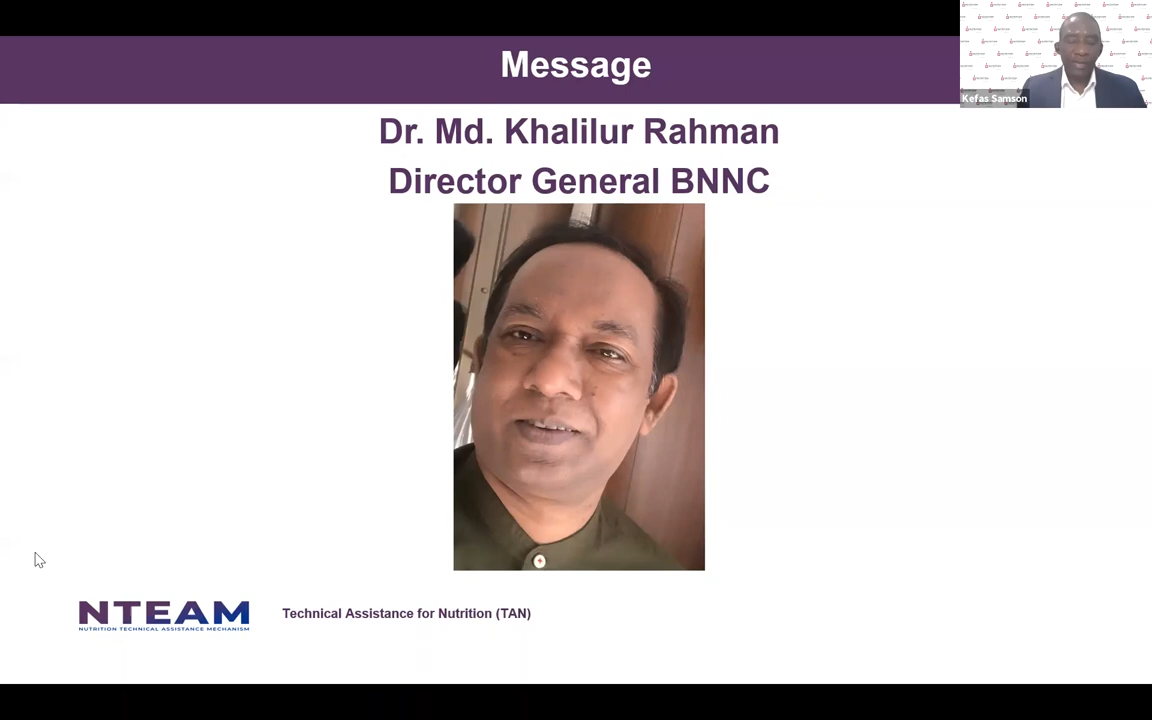 Message
Kefas Samson
Dr. Md. Khalilur Rahman
Director General BNNC
NTEAM
NUTRITION TECHNICAL ASSISTANCE MECHANISM
Technical Assistance for Nutrition (TAN)